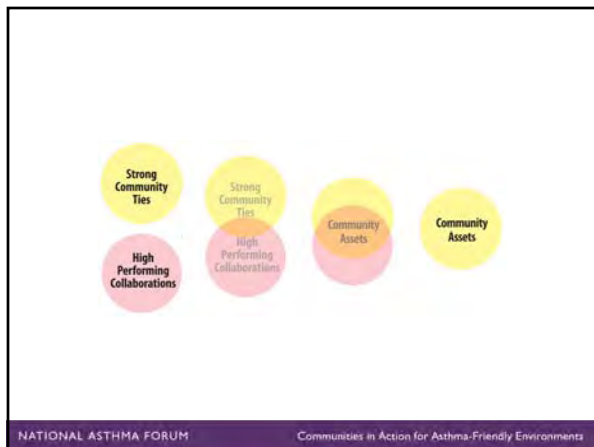 Strong
Community
Ties
High
Performing
Collaborations
Strong
Community
Ties
High
Performing
Collaborations
Community
Assets
Community
Assets
NATIONAL ASTHMA FORUM
Communities in Action for Asthma-Friendly Environments